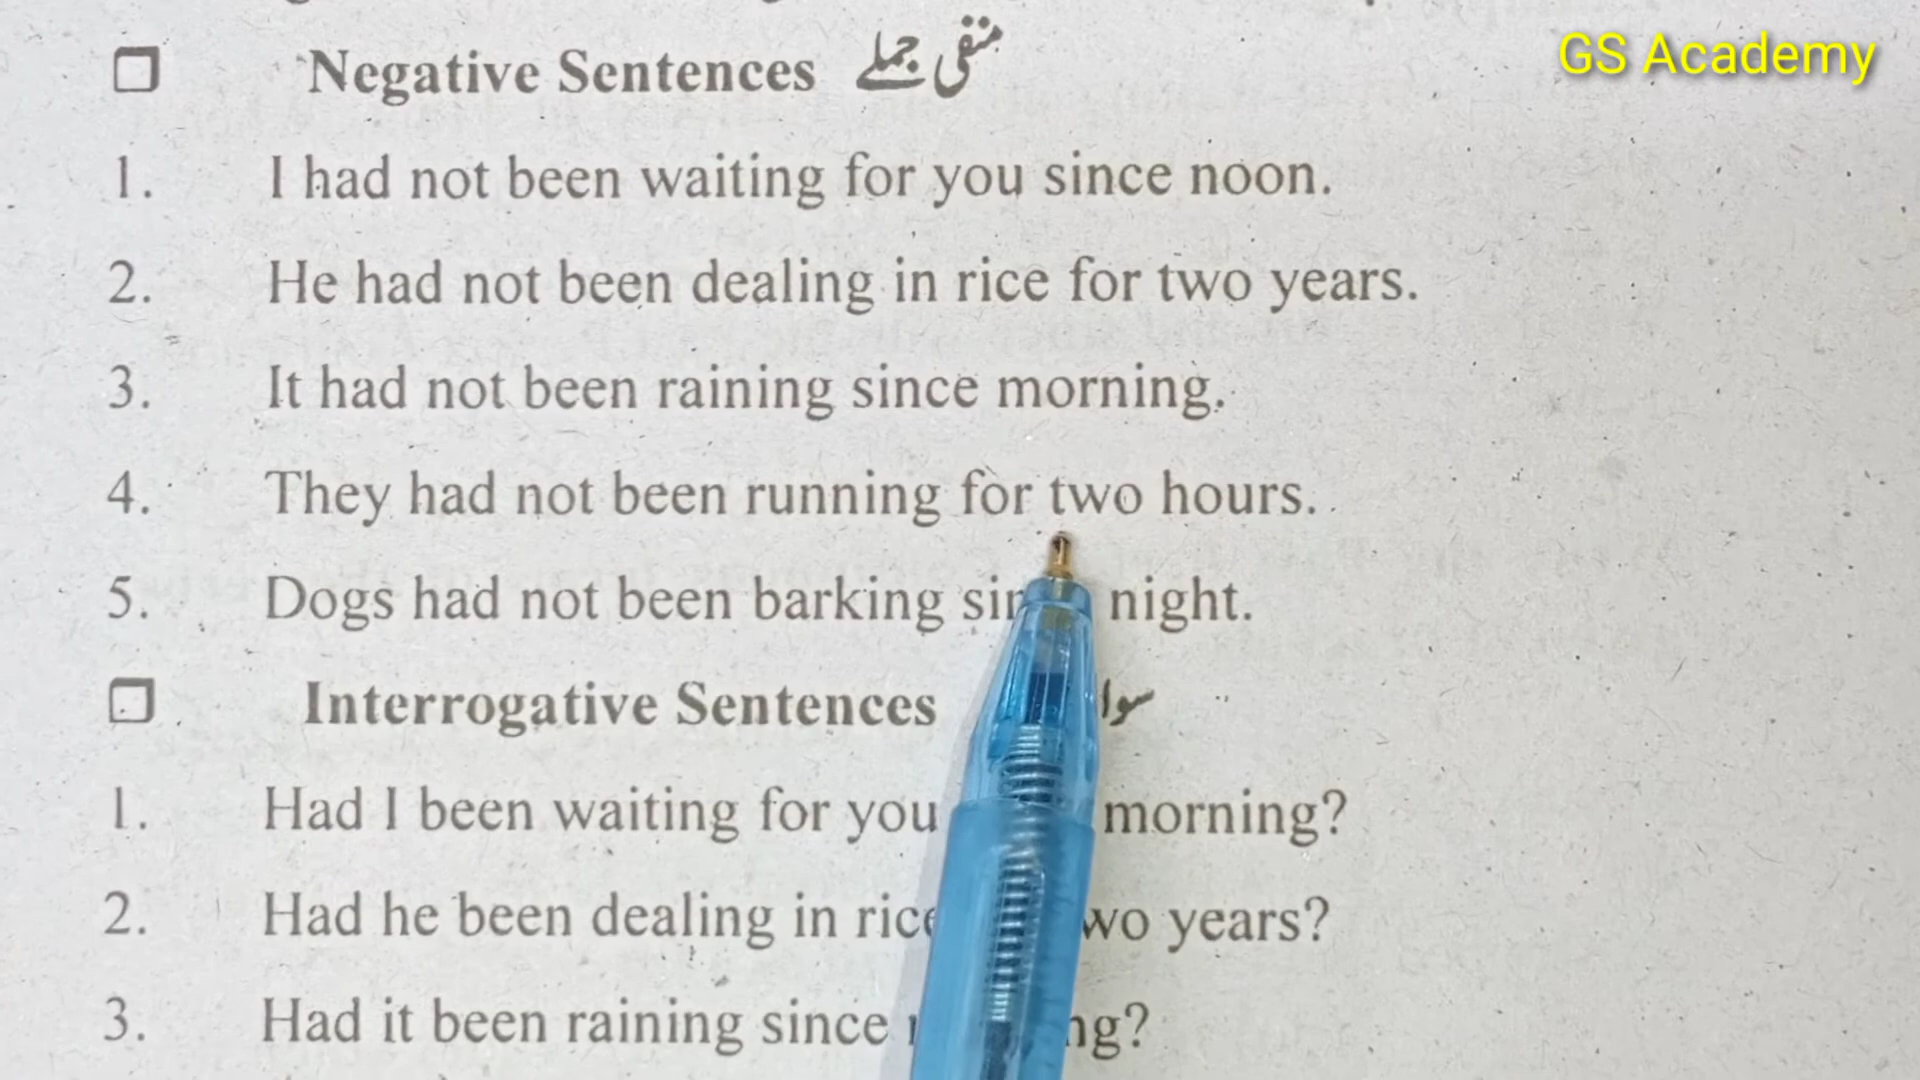 GS Academy
Negative Sentences منفی جملے
1. I had not been waiting for you since noon.
2. He had not been dealing in rice for two years.
3. It had not been raining since morning.
4. They had not been running for two hours.
5. Dogs had not been barking night.
Interrogative Sentences
1. Had I been waiting for you morning?
2. Had he been dealing in years?
3. Had it been raining since